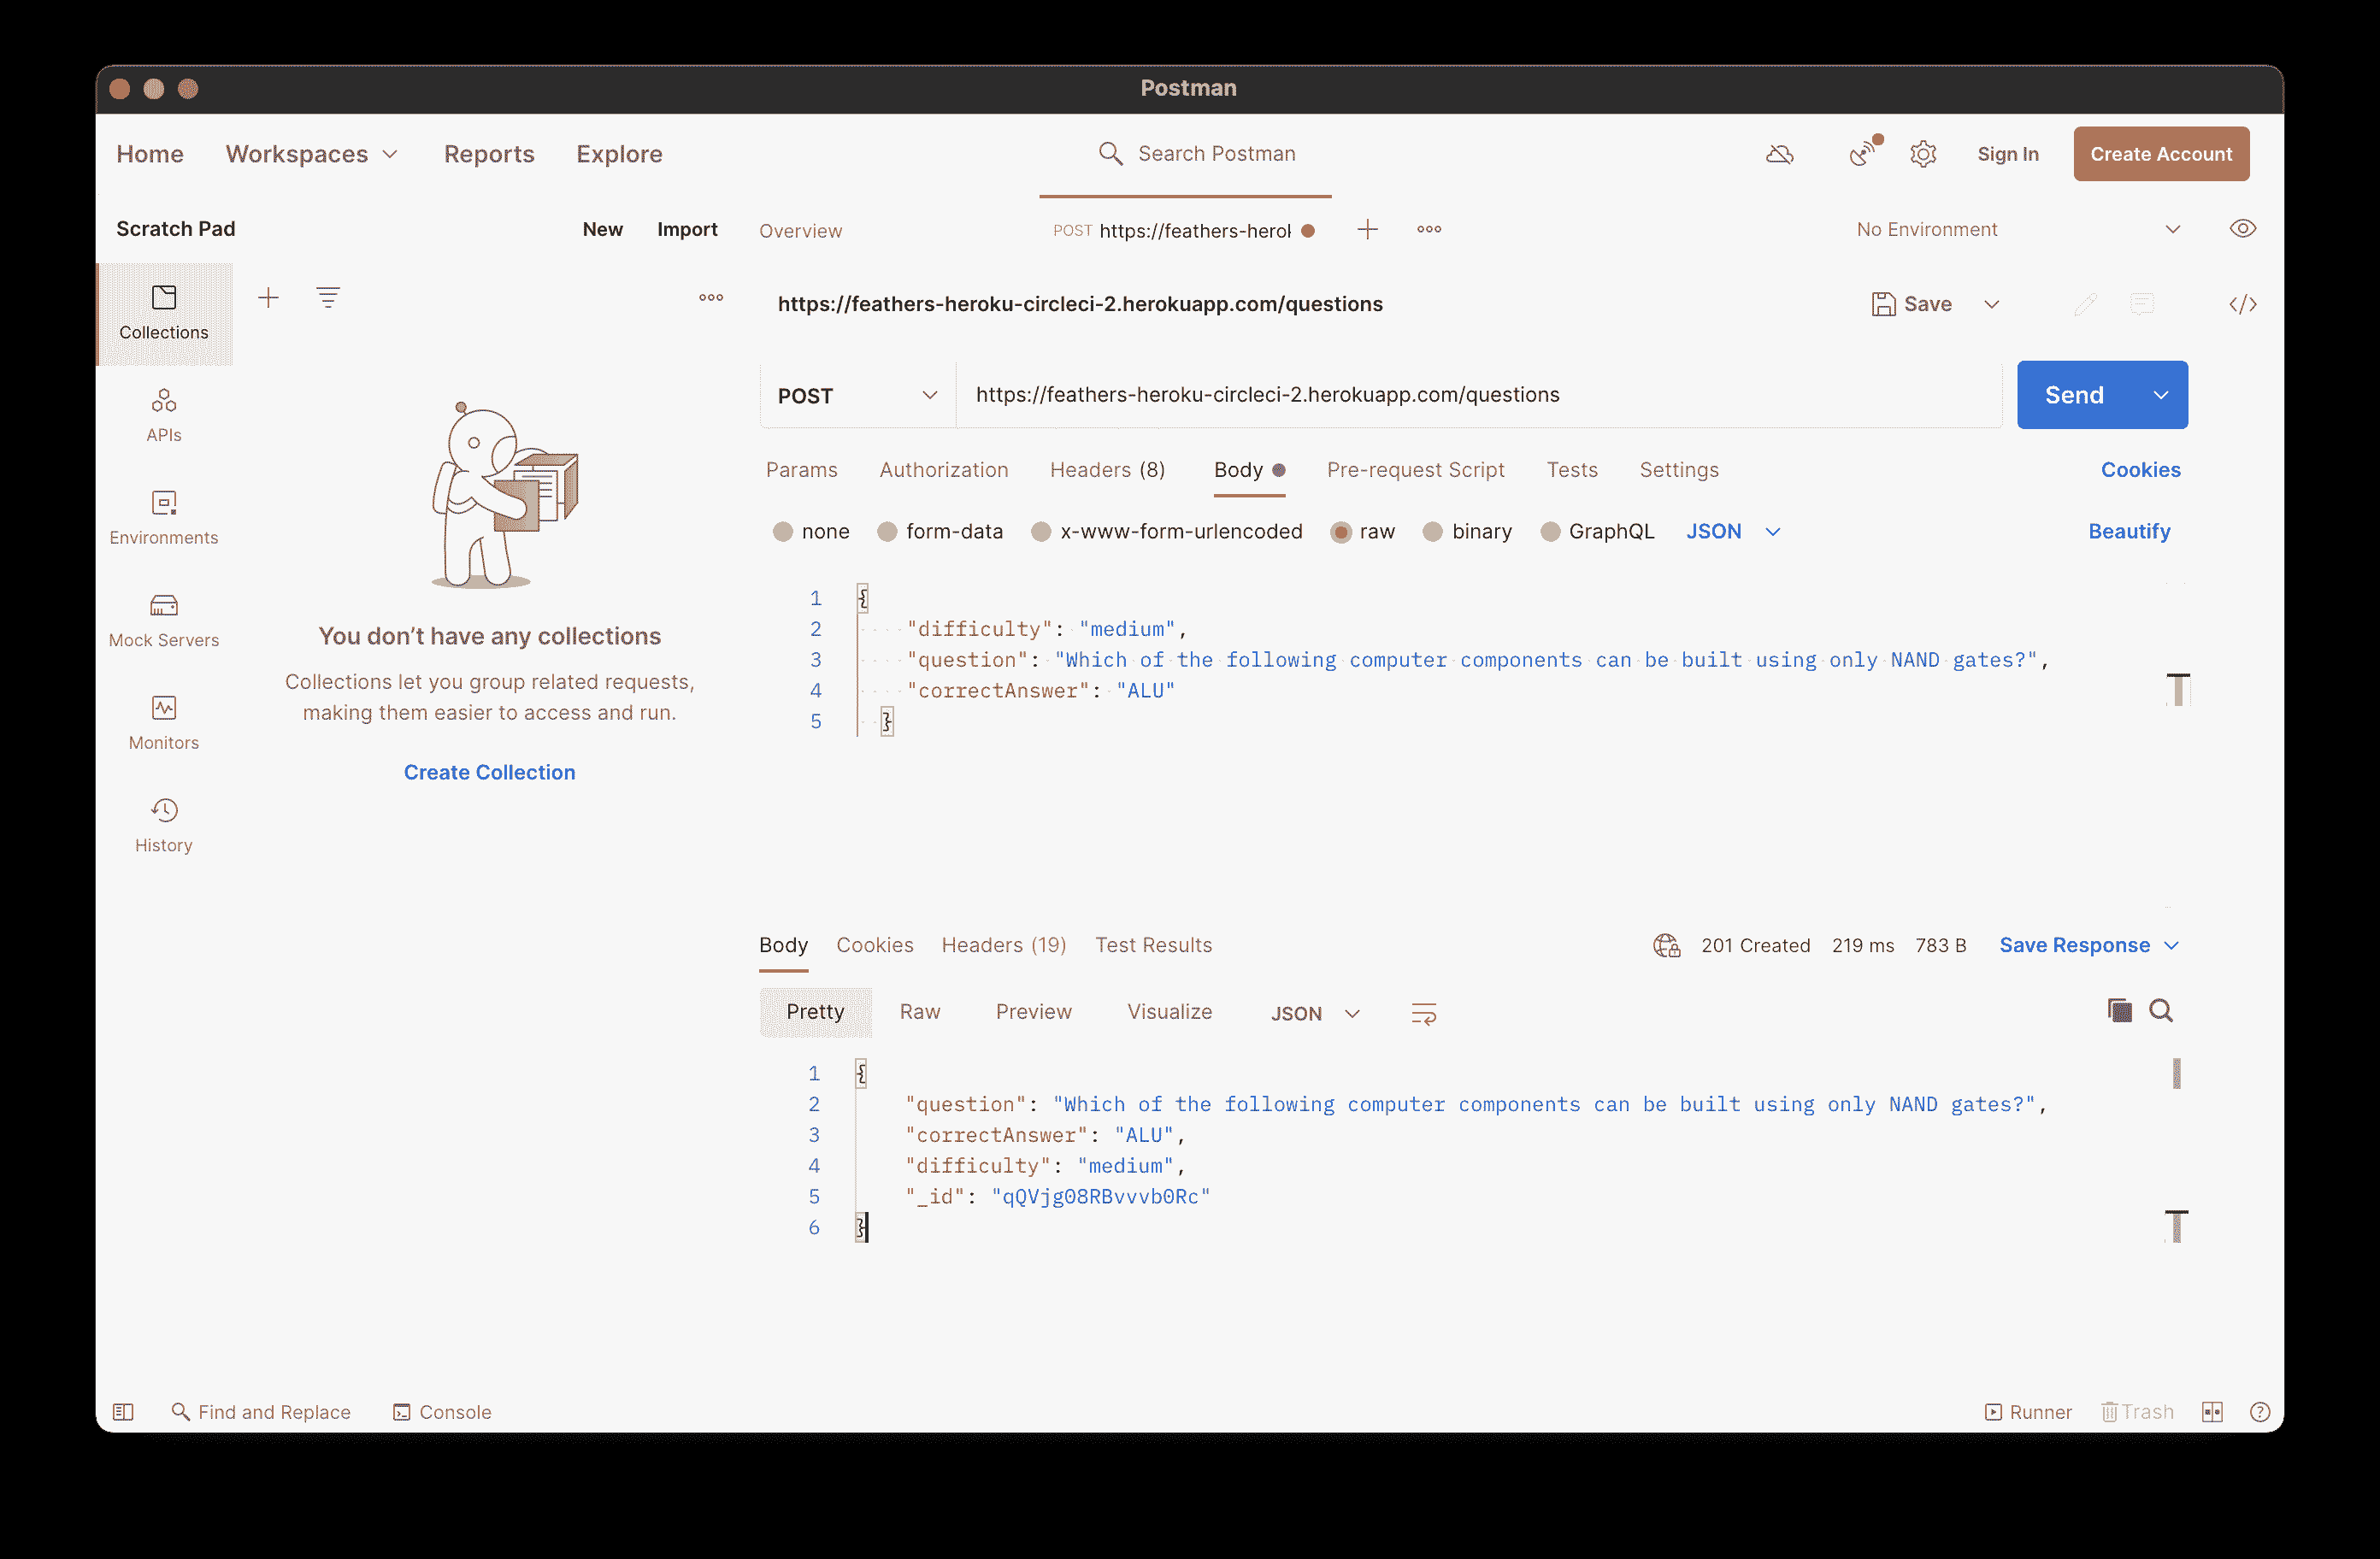 Postman
Home Workspaces Reports Explore Search Postman Sign In Create Account
Scratch Pad New Import Overview POST https://feathers-herol No Environment
Collections
https://feathers-heroku-circleci-2.herokuapp.com/questions Save
APIs
POST https://feathers-heroku-circleci-2.herokuapp.com/questions Send
Params Authorization Headers (8) Body Pre-request Script Tests Settings Cookies
Environments
none form-data x-www-form-urlencoded raw binary GraphQL JSON Beautify
Mock Servers
You don’t have any collections
Collections let you group related requests,
making them easier to access and run.
Create Collection
Monitors
History
1 {
2 "difficulty": "medium",
3 "question": "Which of the following computer components can be built using only NAND gates?",
4 "correctAnswer": "ALU"
5 }
Body Cookies Headers (19) Test Results 201 Created 219 ms 783 B Save Response
Pretty Raw Preview Visualize JSON
1 {
2 "question": "Which of the following computer components can be built using only NAND gates?",
3 "correctAnswer": "ALU",
4 "difficulty": "medium",
5 "_id": "qQVjg08RBvvvb0Rc"
6 }
Find and Replace Console Runner Trash